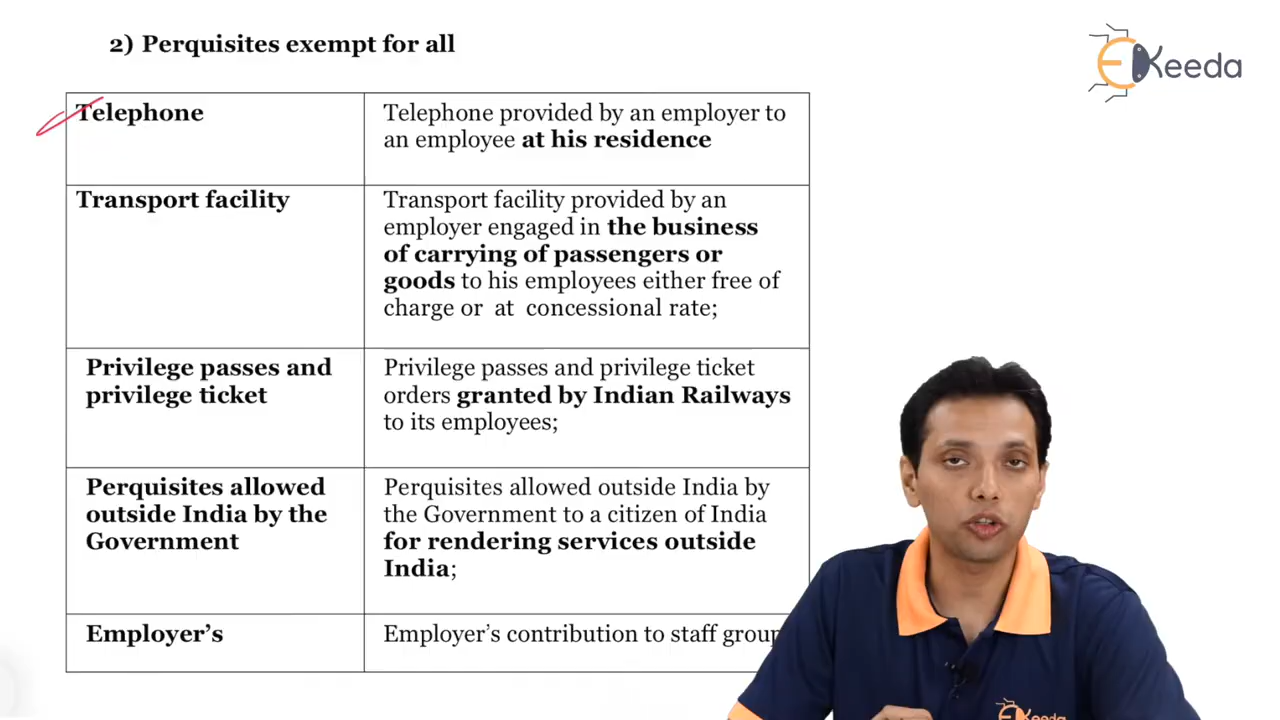 2) Perquisites exempt for all
EKeeda
Telephone
Telephone provided by an employer to
an employee at his residence
Transport facility
Transport facility provided by an
employer engaged in the business
of carrying of passengers or
goods to his employees either free of
charge or at concessional rate;
Privilege passes and
privilege ticket
Privilege passes and privilege ticket
orders granted by Indian Railways
to its employees;
Perquisites allowed
outside India by the
Government
Perquisites allowed outside India by
the Government to a citizen of India
for rendering services outside
India;
Employer's
Employer's contribution to staff group
EKeeda